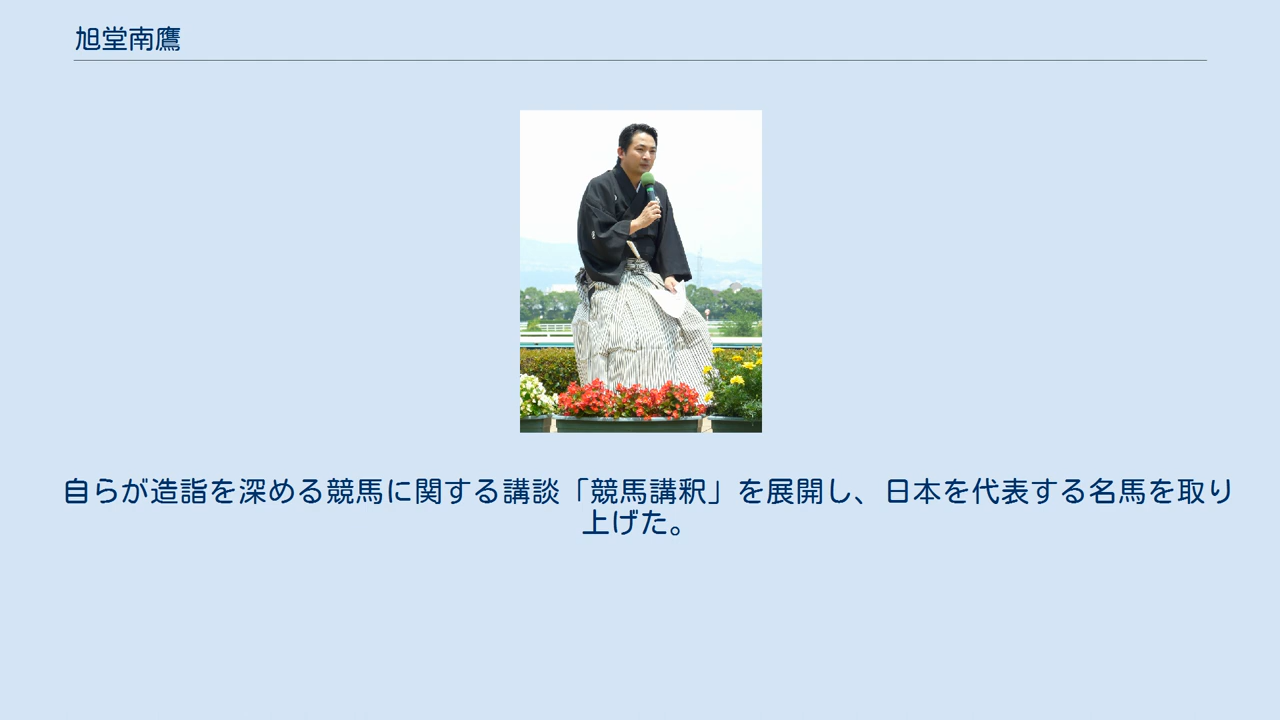 旭堂南鷹
自らが造詣を深める競馬に関する講談「競馬講釈」を展開し、日本を代表する名馬を取り
上げた。